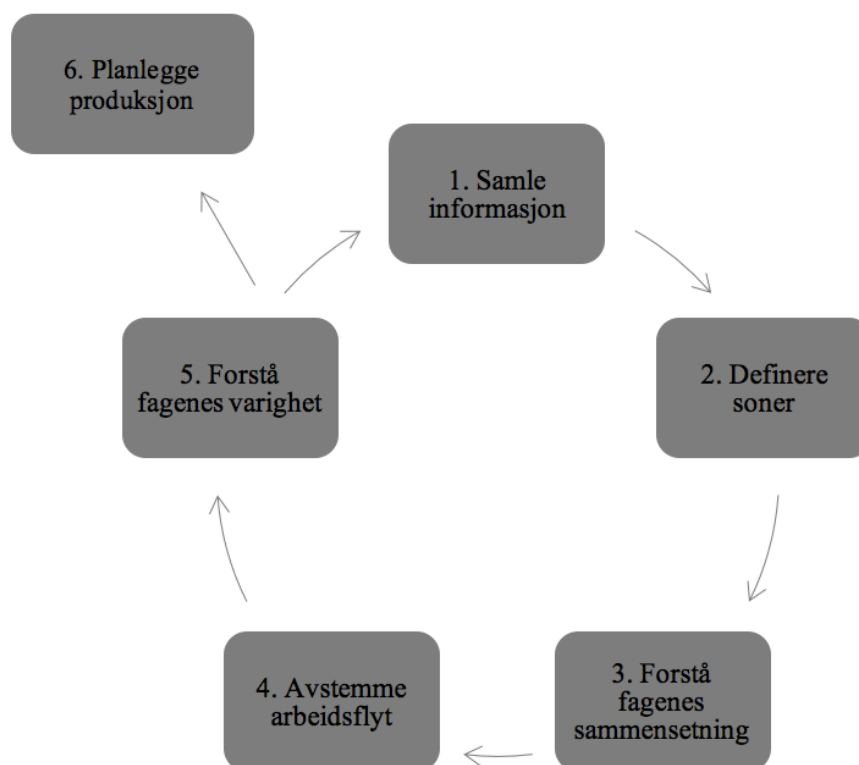 6. Planlegge
produksjon
1. Samle
informasjon
5. Forstå
fagenes varighet
2. Definere
soner
4. Avstemme
arbeidsflyt
3. Forstå
fagenes
sammensetning